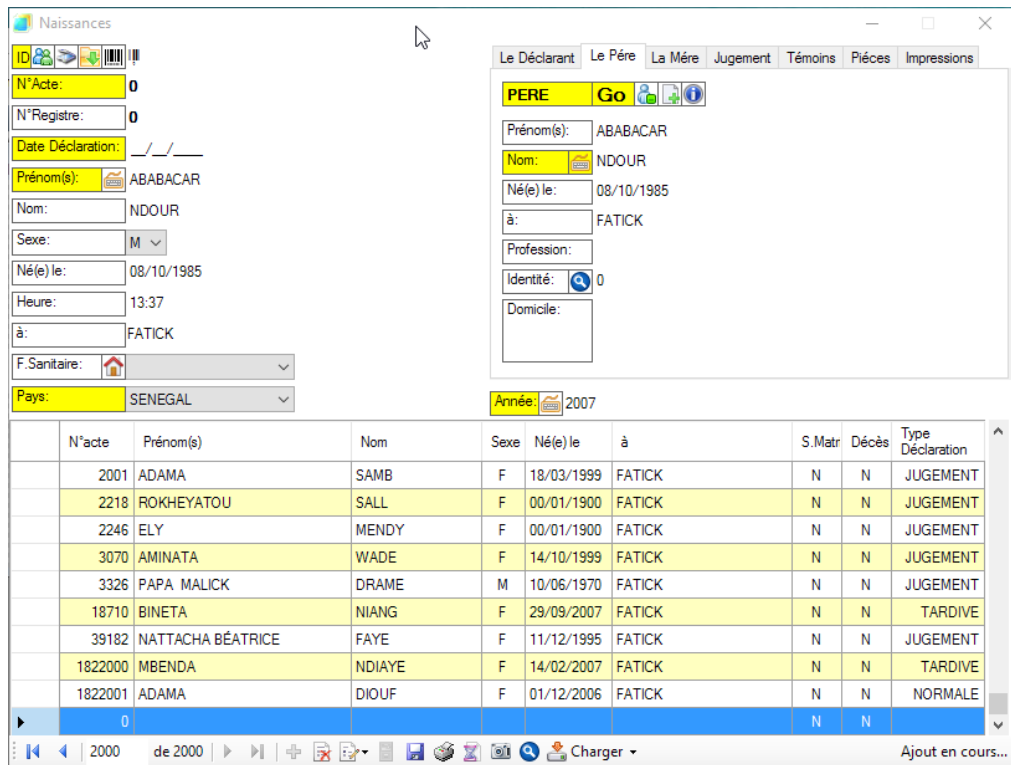 Naissances
ID
N°Acte: 0
N°Registre: 0
Date Déclaration: __/__/____
Prénom(s): ABABACAR
Nom: NDOUR
Sexe: M
Né(e) le: 08/10/1985
Heure: 13:37
à: FATICK
F.Sanitaire:
Pays: SENEGAL
Le Déclarant Le Pére La Mére Jugement Témoins Piéces Impressions
PERE Go
Prénom(s): ABABACAR
Nom: NDOUR
Né(e) le: 08/10/1985
à: FATICK
Profession:
Identité: 0
Domicile:
Année: 2007
N°acte Prénom(s) Nom Sexe Né(e) le à S.Matr Décès Type Déclaration
2001 ADAMA SAMB F 18/03/1999 FATICK N N JUGEMENT
2218 ROKHEYATOU SALL F 00/01/1900 FATICK N N JUGEMENT
2246 ELY MENDY F 00/01/1900 FATICK N N JUGEMENT
3070 AMINATA WADE F 14/10/1999 FATICK N N JUGEMENT
3326 PAPA MALICK DRAME M 10/06/1970 FATICK N N JUGEMENT
18710 BINETA NIANG F 29/09/2007 FATICK N N TARDIVE
39182 NATTACHA BÉATRICE FAYE F 11/12/1995 FATICK N N JUGEMENT
1822000 MBENDA NDIAYE F 14/02/2007 FATICK N N TARDIVE
1822001 ADAMA DIOUF F 01/12/2006 FATICK N N NORMALE
0 N N
2000 de 2000 Charger Ajout en cours...